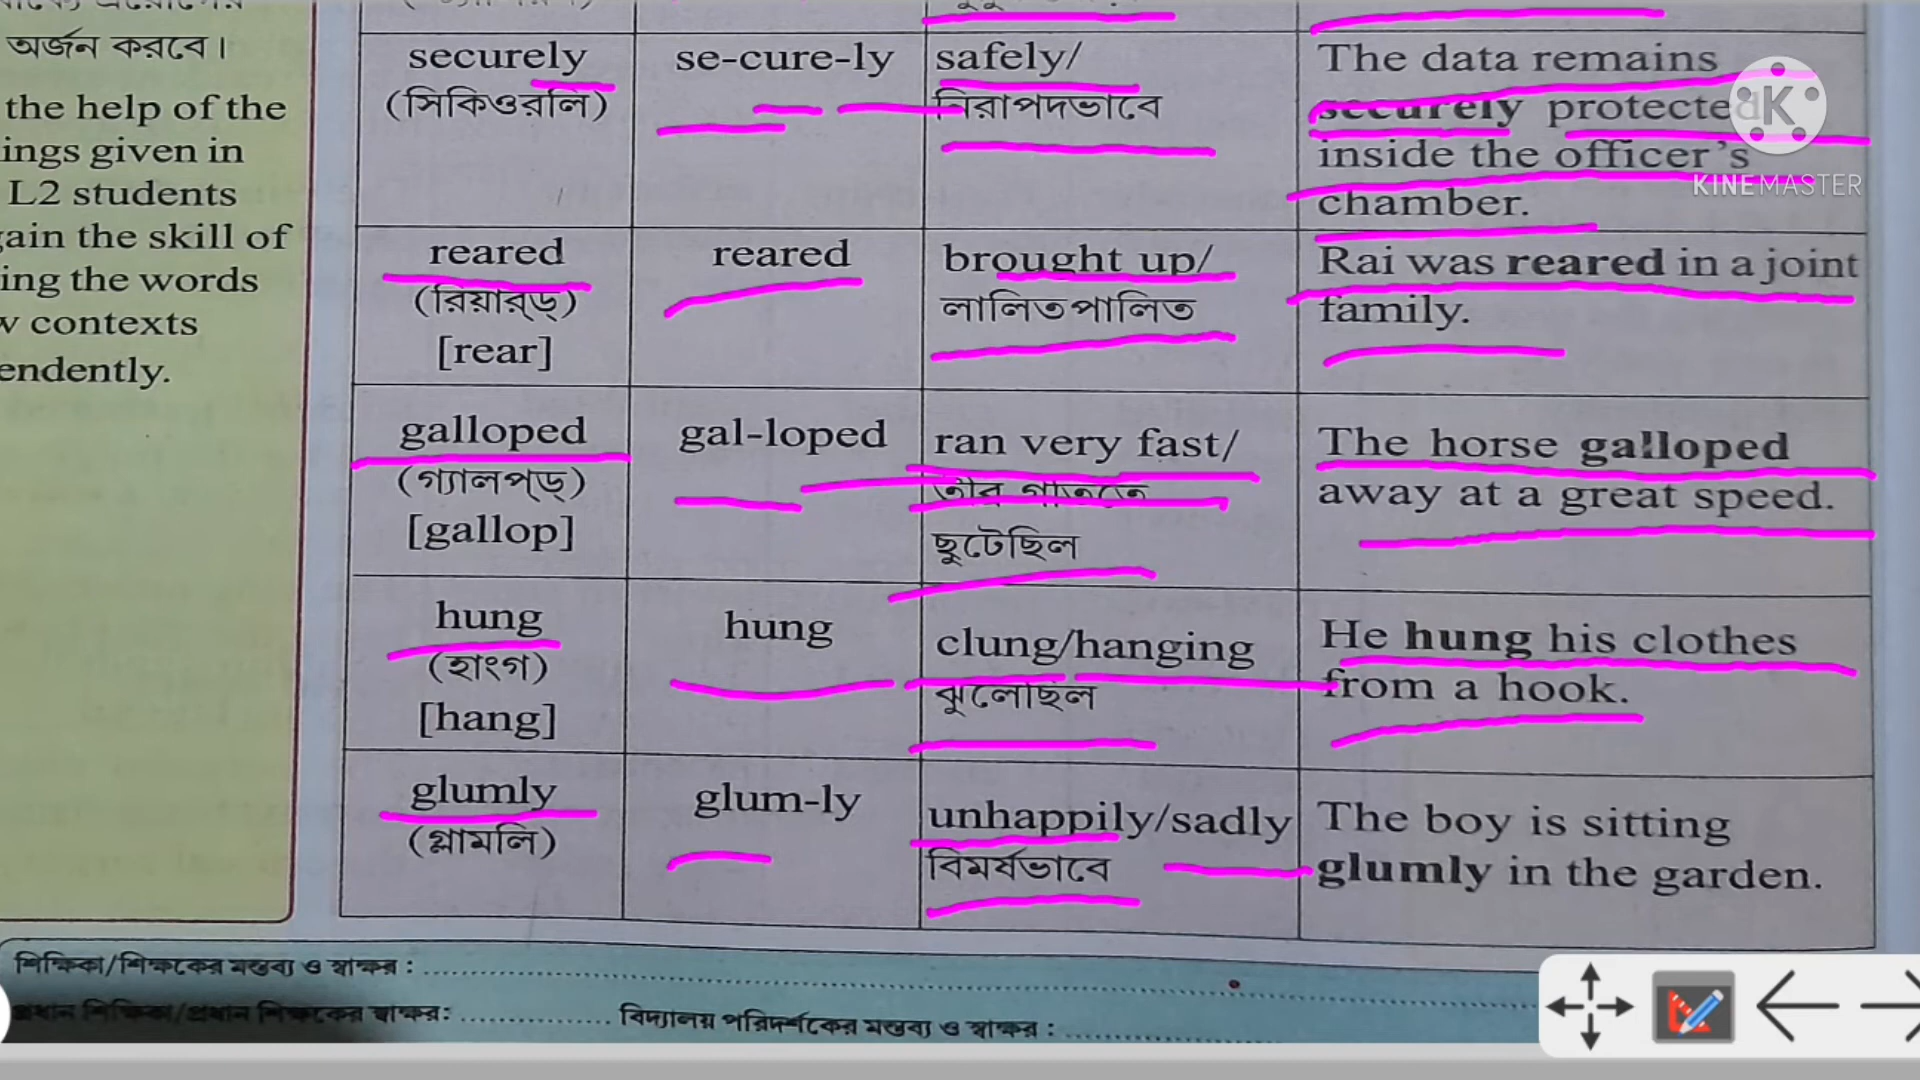 অর্জন করবে।
the help of the
ings given in
L2 students
gain the skill of
ing the words
w contexts
endently.
securely
(সিকিওরলি)
se-cure-ly
safely/
নিরাপদভাবে
The data remains
securely protected
inside the officer's
chamber.
reared
(রিয়ার্‌ড্)
[rear]
reared
brought up/
লালিতপালিত
Rai was reared in a joint
family.
galloped
(গ্যালপ্‌ড্)
[gallop]
gal-loped
ran very fast/
তীব্র গতিতে
ছুটেছিল
The horse galloped
away at a great speed.
hung
(হাংগ)
[hang]
hung
clung/hanging
ঝুলেছিল
He hung his clothes
from a hook.
glumly
(গ্লামলি)
glum-ly
unhappily/sadly
বিমর্ষভাবে
The boy is sitting
glumly in the garden.
শিক্ষিকা/শিক্ষকের মন্তব্য ও স্বাক্ষর :
প্রধান শিক্ষিকা/প্রধান শিক্ষকের স্বাক্ষর: বিদ্যালয় পরিদর্শকের মন্তব্য ও স্বাক্ষর :
K
KINEMASTER